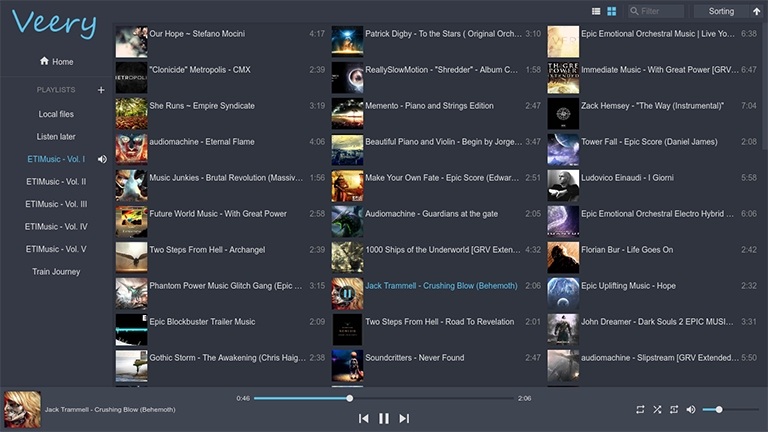 Veery
Filter
Sorting
Home
PLAYLISTS +
Local files
Listen later
ETIMusic - Vol. I
ETIMusic - Vol. II
ETIMusic - Vol. III
ETIMusic - Vol. IV
ETIMusic - Vol. V
Train Journey
Our Hope ~ Stefano Mocini 4:17
"Clonicide" Metropolis - CMX 2:39
She Runs ~ Empire Syndicate 3:19
audiomachine - Eternal Flame 4:06
Music Junkies - Brutal Revolution (Massiv... 1:56
Future World Music - With Great Power 2:58
Two Steps From Hell - Archangel 2:39
Phantom Power Music Glitch Gang (Epic ... 3:15
Epic Blockbuster Trailer Music 2:09
Gothic Storm - The Awakening (Chris Haig... 2:38
Patrick Digby - To the Stars ( Original Orch... 3:10
ReallySlowMotion - "Shredder" - Album C... 1:58
Memento - Piano and Strings Edition 2:47
Beautiful Piano and Violin - Begin by Jorge... 3:47
Make Your Own Fate - Epic Score (Edwar... 2:51
Audiomachine - Guardians at the gate 2:05
1000 Ships of the Underworld [GRV Exten... 4:32
Jack Trammell - Crushing Blow (Behemoth) 2:06
Two Steps From Hell - Road To Revelation 2:01
Soundcritters - Never Found 2:47
Epic Emotional Orchestral Music | Live Yo... 6:38
Immediate Music - With Great Power [GRV... 6:47
Zack Hemsey - "The Way (Instrumental)" 7:04
Tower Fall - Epic Score (Daniel James) 2:08
Ludovico Einaudi - I Giorni 5:58
Epic Emotional Orchestral Electro Hybrid ... 6:06
Florian Bur - Life Goes On 2:42
Epic Uplifting Music - Hope 2:32
John Dreamer - Dark Souls 2 EPIC MUSI... 3:31
audiomachine - Slipstream [GRV Extended... 5:50
Jack Trammell - Crushing Blow (Behemoth)
0:46 2:06